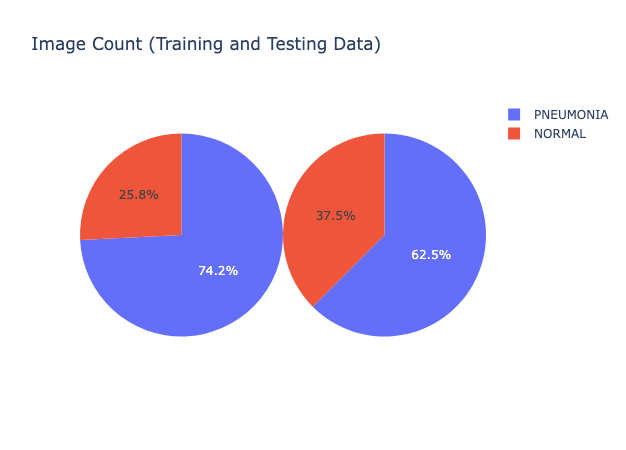 Image Count (Training and Testing Data)
PNEUMONIA
NORMAL
25.8%
74.2%
37.5%
62.5%